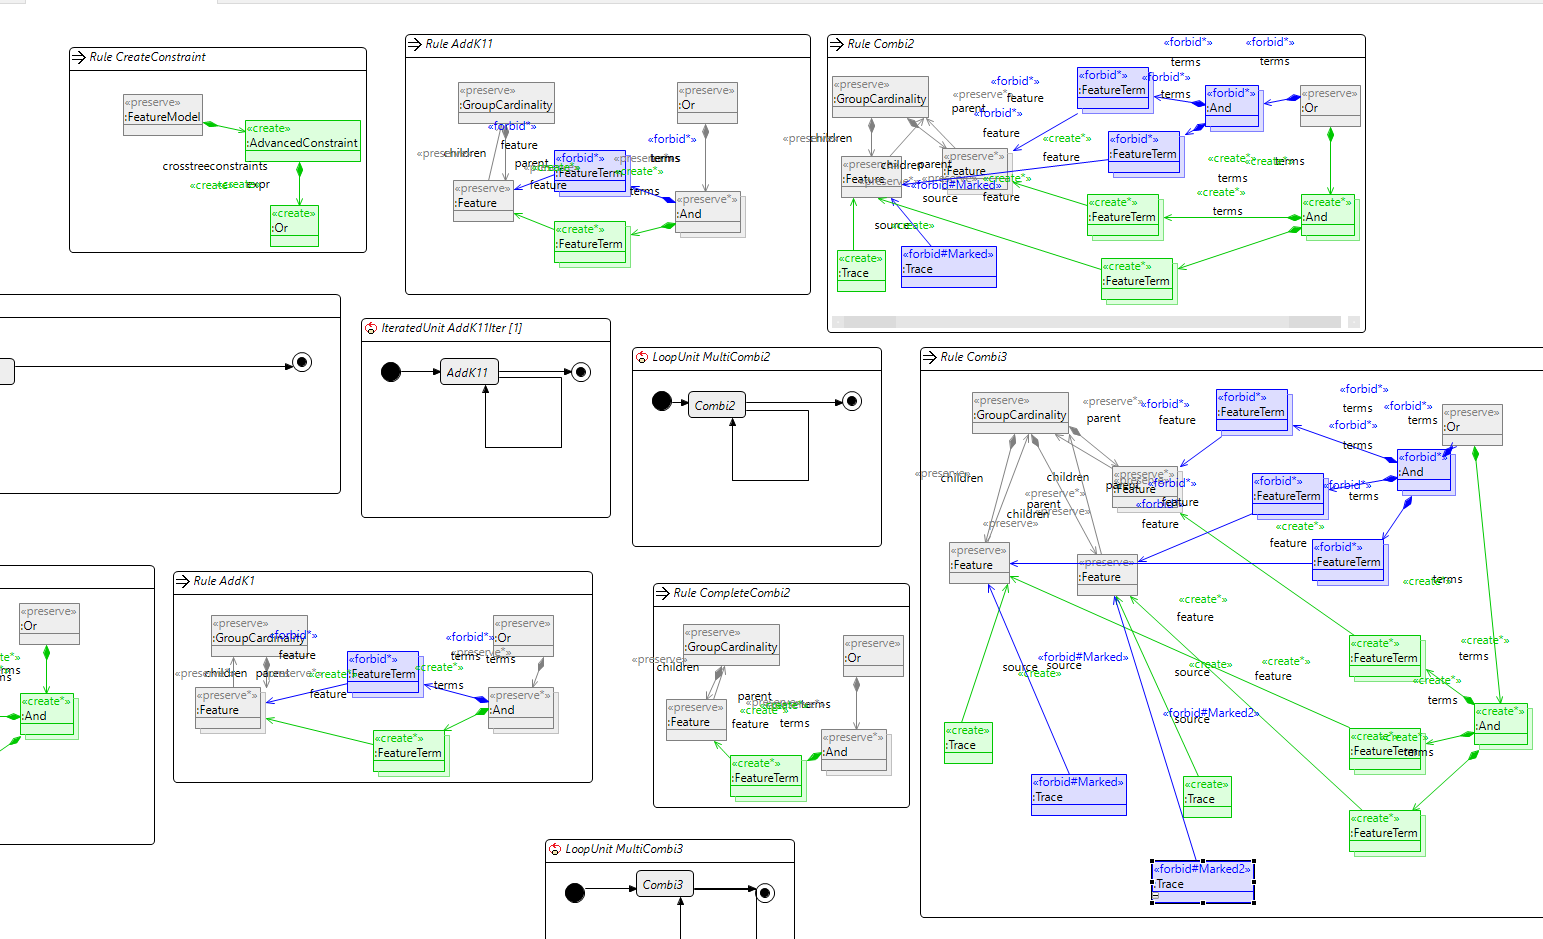 Rule CreateConstraint
«preserve»
:FeatureModel
«create»
:AdvancedConstraint
crosstreeconstraints
«create»
expr
«create»
:Or
Rule AddK11
«preserve»
:GroupCardinality
«preserve»
:Or
«forbid*»
feature
«forbid*»
terms
children
parent
«forbid*»
:FeatureTerm
«create*»
feature
terms
«preserve»
:Feature
«preserve*»
:And
«create*»
:FeatureTerm
Rule Combi2
«forbid*»
terms
«forbid*»
terms
«preserve»
:GroupCardinality
«forbid*»
feature
«preserve*»
parent
«forbid*»
feature
«forbid*»
:FeatureTerm
«forbid*»
terms
«forbid*»
:And
«preserve»
:Or
children
«create*»
feature
«forbid*»
:FeatureTerm
«preserve»
:Feature
children
parent
«preserve*»
:Feature
«forbid#Marked»
source
«create*»
feature
«create*»
terms
«create*»
terms
«create*»
terms
«create*»
:FeatureTerm
«create*»
:And
source
«create»
«create»
:Trace
«forbid#Marked»
:Trace
«create*»
:FeatureTerm
IteratedUnit AddK11Iter [1]
AddK11
LoopUnit MultiCombi2
Combi2
Rule Combi3
«preserve»
:GroupCardinality
«preserve*»
parent
«forbid*»
feature
«forbid*»
:FeatureTerm
«forbid*»
terms
«forbid*»
terms
«forbid*»
terms
«preserve»
:Or
«forbid*»
:And
«preserve»
children
children
«preserve*»
parent
children
«preserve»
«preserve»
parent
«preserve*»
:Feature
«forbid*»
feature
«forbid*»
feature
«forbid*»
:FeatureTerm
«forbid*»
terms
«create*»
feature
«forbid*»
:FeatureTerm
«preserve»
:Feature
«preserve»
:Feature
«create*»
terms
«create*»
feature
«create*»
:FeatureTerm
«create*»
terms
«forbid#Marked»
source
source
«create»
«create»
source
«create*»
feature
«create*»
terms
«forbid#Marked2»
source
«create*»
:And
«create*»
:FeatureTerm
«create*»
terms
«create»
:Trace
«forbid#Marked»
:Trace
«create»
:Trace
«create*»
:FeatureTerm
«forbid#Marked2»
:Trace
«preserve»
:Or
«create*»
:And
Rule AddK1
«preserve»
:GroupCardinality
«forbid*»
feature
«forbid*»
terms
«preserve»
:Or
«preserve*»
terms
children
parent
«forbid*»
:FeatureTerm
«create*»
feature
«create*»
terms
«preserve*»
:Feature
«preserve*»
:And
«create*»
:FeatureTerm
Rule CompleteCombi2
«preserve»
:GroupCardinality
«preserve»
:Or
«preserve»
children
«preserve»
:Feature
parent
terms
«create*»
feature
terms
«preserve*»
:And
«create*»
:FeatureTerm
LoopUnit MultiCombi3
Combi3